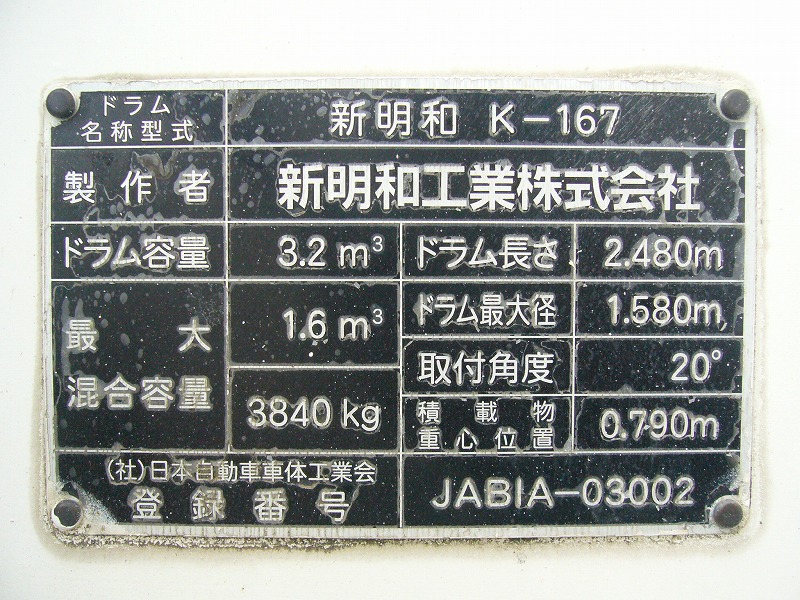 ドラム
名称型式
新明和 K-167
製作者
新明和工業株式会社
ドラム容量
3.2 m³
ドラム長さ
2.480m
最大
混合容量
1.6 m³
3840 kg
ドラム最大径
1.580m
取付角度
20°
積載物
重心位置
0.790m
(社)日本自動車車体工業会
登録番号
JABIA-03002